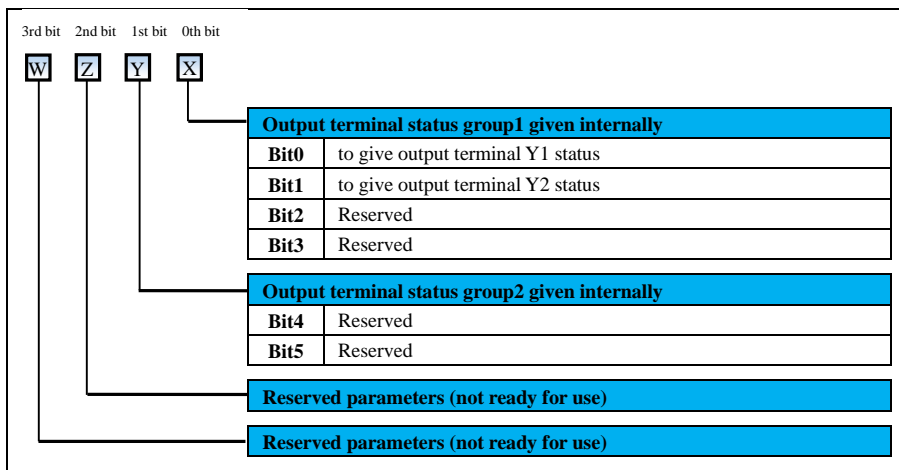 3rd bit 2nd bit 1st bit 0th bit
W Z Y X
Output terminal status group1 given internally
Bit0 to give output terminal Y1 status
Bit1 to give output terminal Y2 status
Bit2 Reserved
Bit3 Reserved
Output terminal status group2 given internally
Bit4 Reserved
Bit5 Reserved
Reserved parameters (not ready for use)
Reserved parameters (not ready for use)